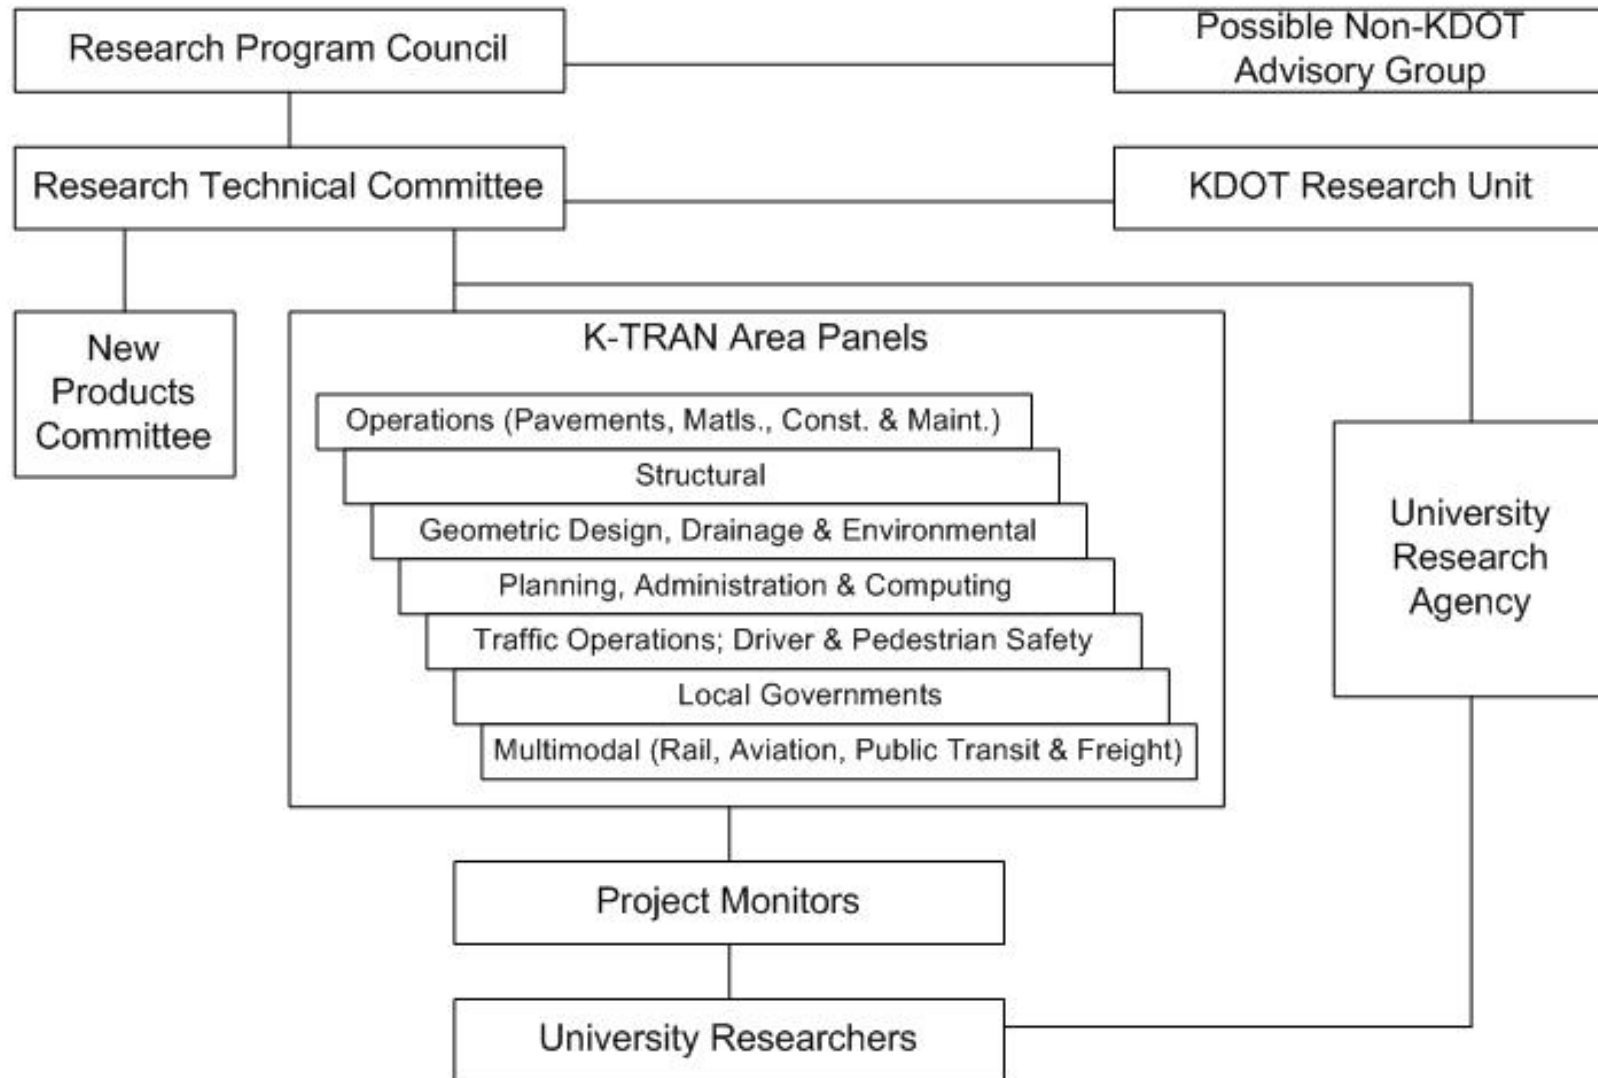 Research Program Council
Possible Non-KDOT
Advisory Group
Research Technical Committee
KDOT Research Unit
New
Products
Committee
K-TRAN Area Panels
Operations (Pavements, Matls., Const. & Maint.)
Structural
Geometric Design, Drainage & Environmental
Planning, Administration & Computing
Traffic Operations; Driver & Pedestrian Safety
Local Governments
Multimodal (Rail, Aviation, Public Transit & Freight)
University
Research
Agency
Project Monitors
University Researchers